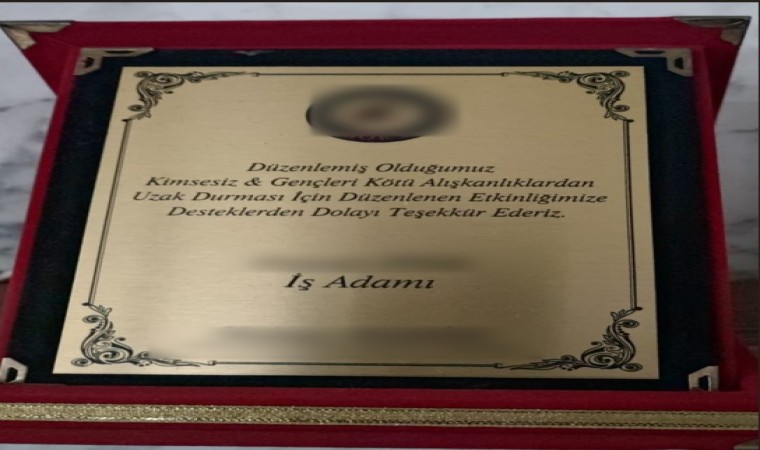 Düzenlemiş Olduğumuz
Kimsesiz & Gençleri Kötü Alışkanlıklardan
Uzak Durması İçin Düzenlenen Etkinliğimize
Desteklerden Dolayı Teşekkür Ederiz.
İş Adamı